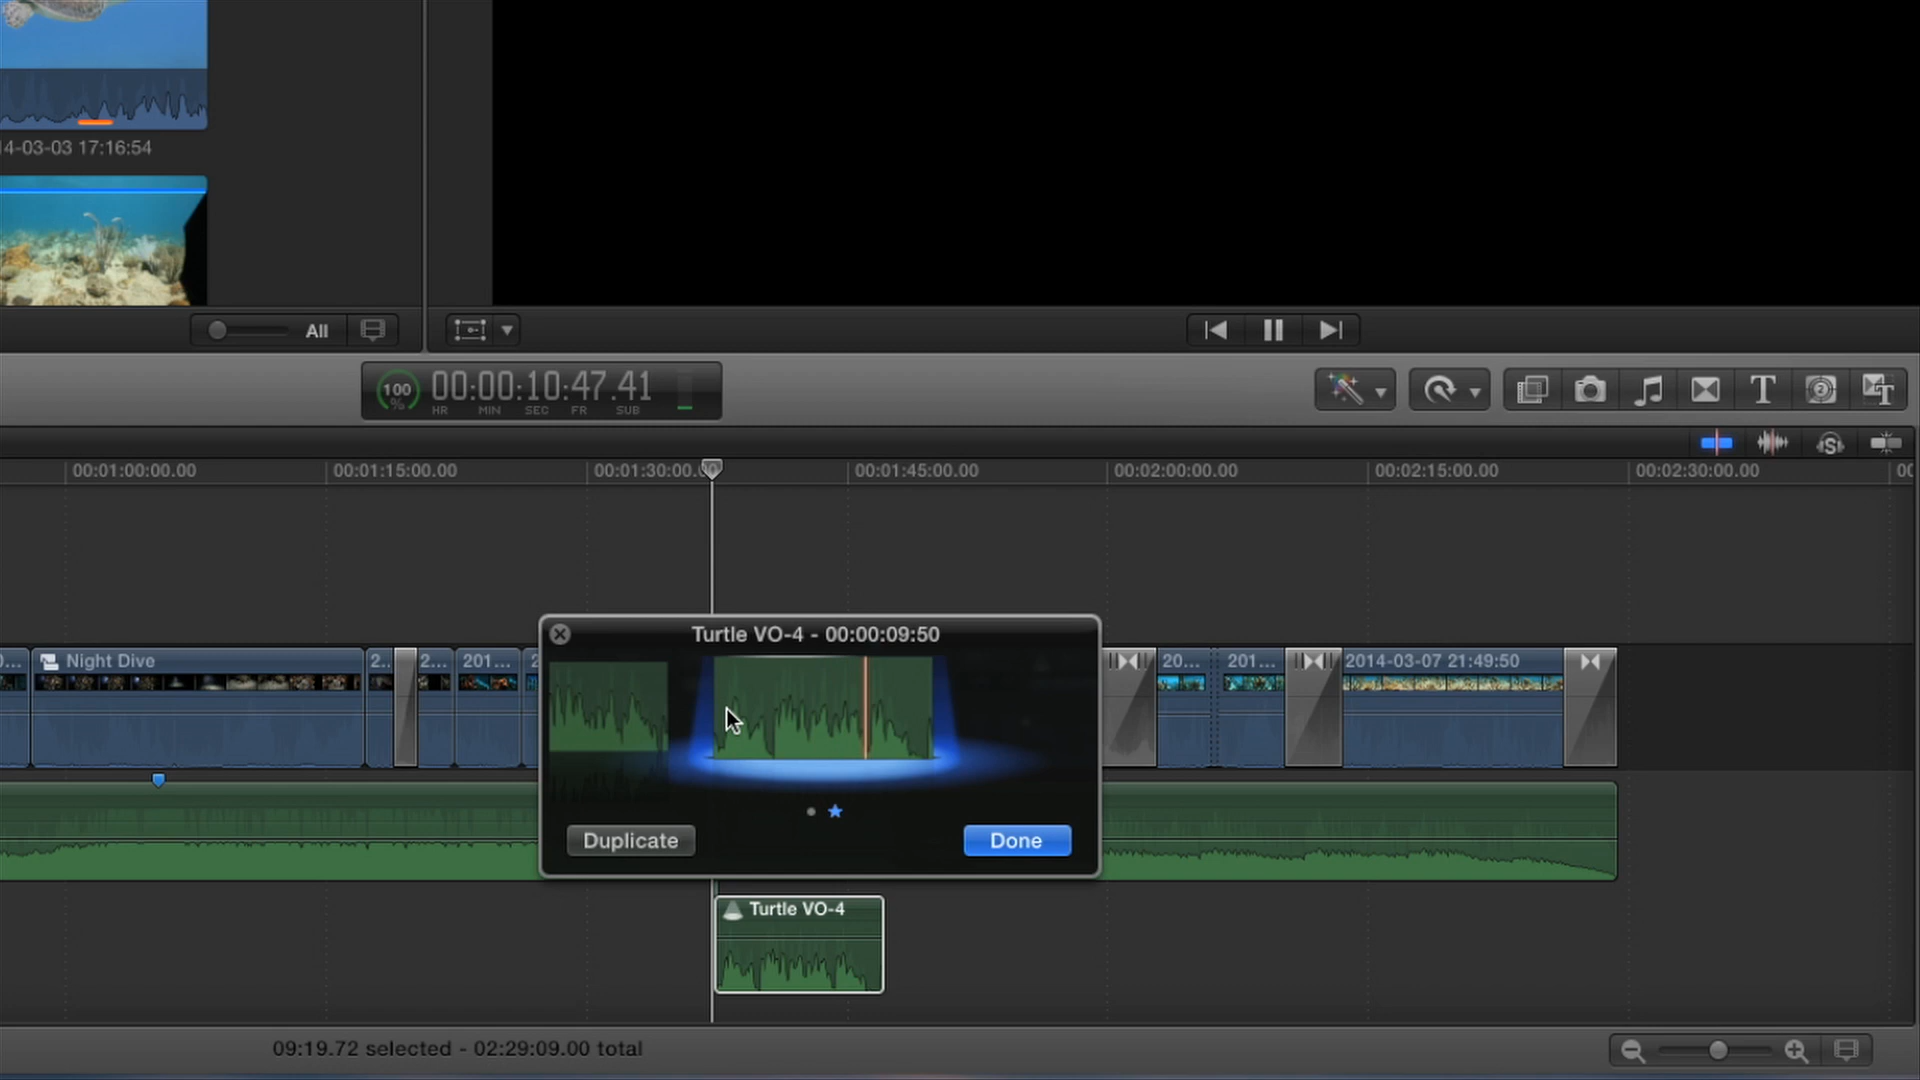 14-03-03 17:16:54
All
100
%
00:00:10:47.41
HR MIN SEC FR SUB
00:01:00:00.00
00:01:15:00.00
00:01:30:00.00
00:01:45:00.00
00:02:00:00.00
00:02:15:00.00
00:02:30:00.00
00
Turtle VO-4 - 00:00:09:50
0...
Night Dive
2...
2...
201...
2
20...
201...
2014-03-07 21:49:50
Duplicate
Done
Turtle VO-4
09:19.72 selected - 02:29:09.00 total